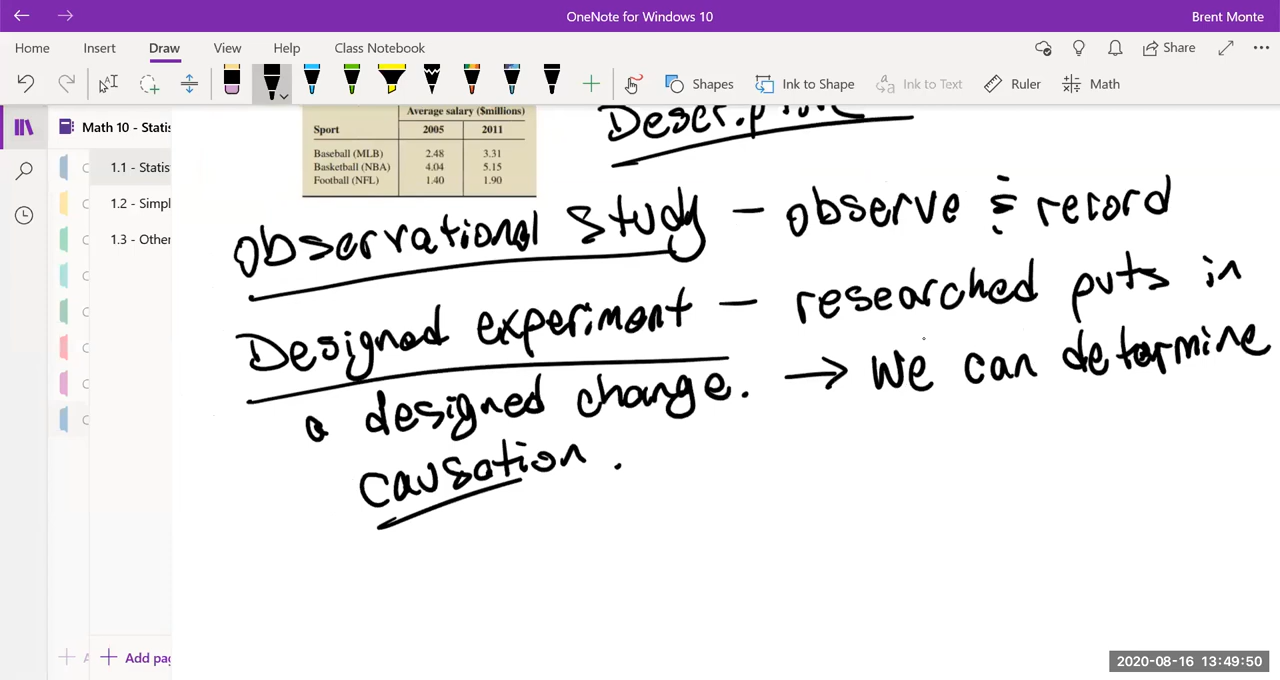 OneNote for Windows 10
Brent Monte
Home Insert Draw View Help Class Notebook Share
Shapes Ink to Shape Ink to Text Ruler Math
Math 10 - Statis
1.1 - Statis
1.2 - Simpl
1.3 - Other
Add pag
Average salary ($millions)
Sport 2005 2011
Baseball (MLB) 2.48 3.31
Basketball (NBA) 4.04 5.15
Football (NFL) 1.40 1.90
Descriptive
Observational study — observe & record
Designed experiment — researched puts in
a designed change. → We can determine
causation.
2020-08-16 13:49:50